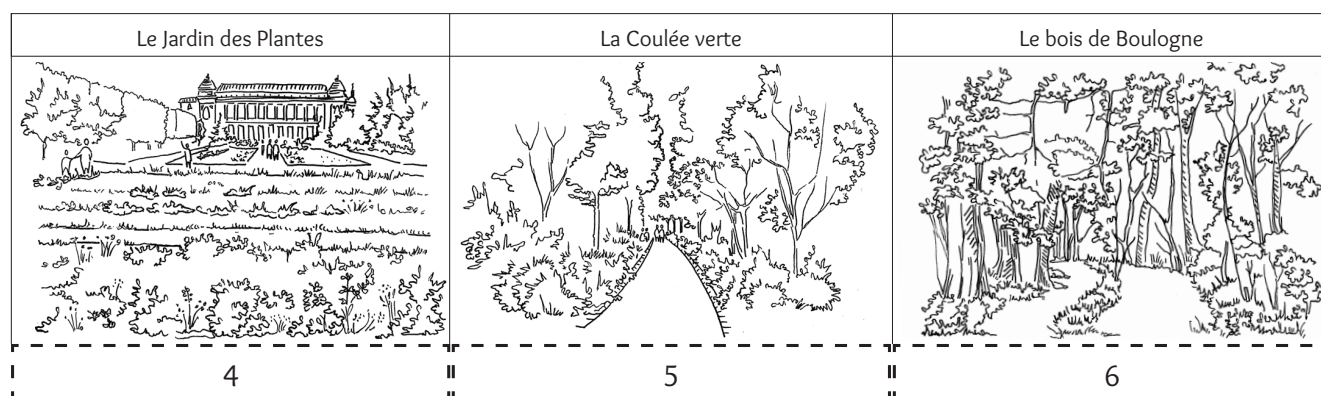 Le Jardin des Plantes
La Coulée verte
Le bois de Boulogne
4
5
6